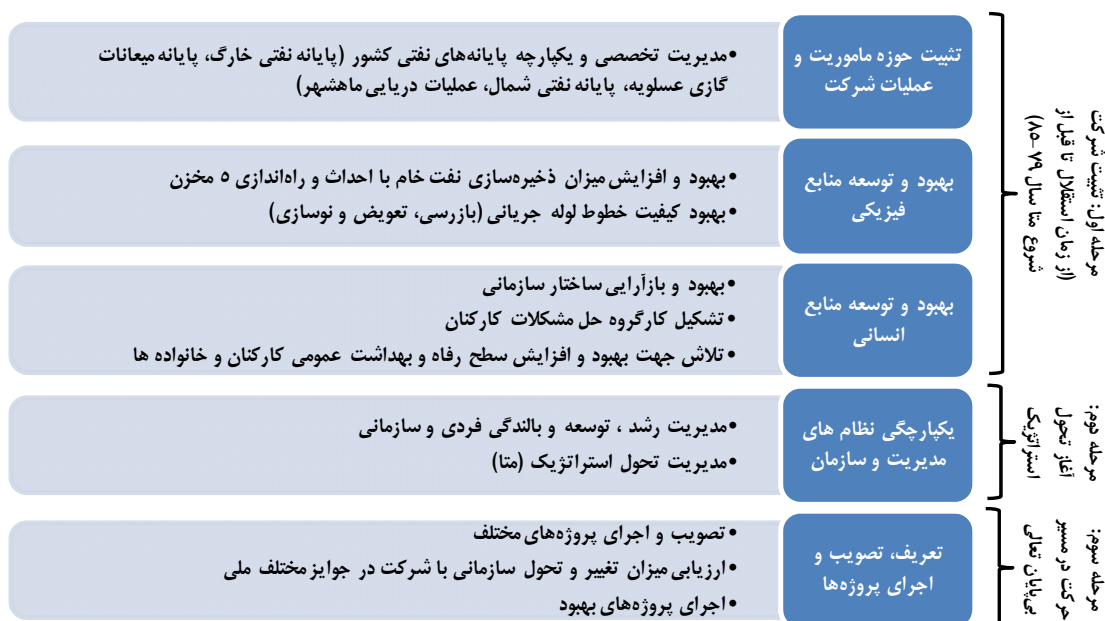 مرحله اول: تثبیت شرکت
(از زمان استقلال تا قبل از
شروع متا سال ۷۹-۸۵)
تثبیت حوزه ماموریت و
عملیات شرکت
•مدیریت تخصصی و یکپارچه پایانه‌های نفتی کشور (پایانه نفتی خارگ، پایانه میعانات
گازی عسلویه، پایانه نفتی شمال، عملیات دریایی ماهشهر)
بهبود و توسعه منابع
فیزیکی
•بهبود و افزایش میزان ذخیره‌سازی نفت خام با احداث و راه‌اندازی ۵ مخزن
•بهبود کیفیت خطوط لوله جریانی (بازرسی، تعویض و نوسازی)
بهبود و توسعه منابع
انسانی
•بهبود و بازآرایی ساختار سازمانی
•تشکیل کارگروه حل مشکلات کارکنان
•تلاش جهت بهبود و افزایش سطح رفاه و بهداشت عمومی کارکنان و خانواده ها
مرحله دوم:
آغاز تحول
استراتژیک
یکپارچگی نظام های
مدیریت و سازمان
•مدیریت رشد ، توسعه و بالندگی فردی و سازمانی
•مدیریت تحول استراتژیک (متا)
مرحله سوم:
حرکت در مسیر
بی‌پایان تعالی
تعریف، تصویب و
اجرای پروژه‌ها
•تصویب و اجرای پروژه‌های مختلف
•ارزیابی میزان تغییر و تحول سازمانی با شرکت در جوایز مختلف ملی
•اجرای پروژه‌های بهبود